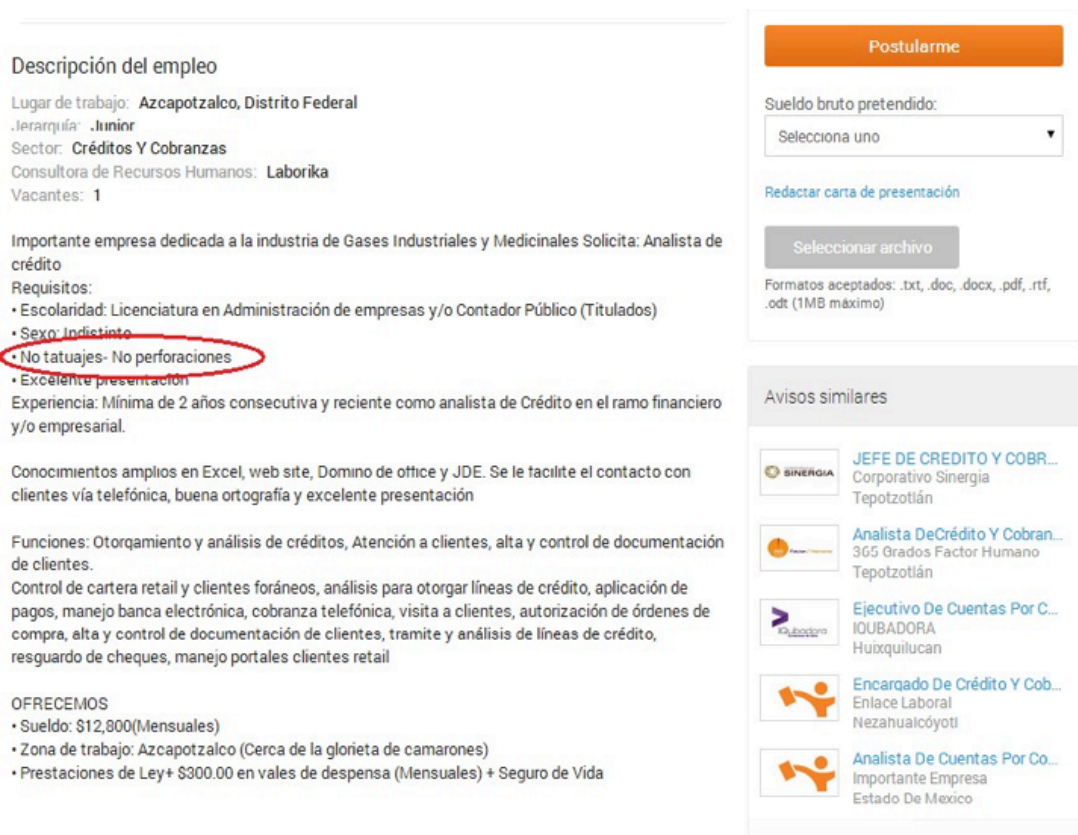 Descripción del empleo
Lugar de trabajo: Azcapotzalco, Distrito Federal
Jerarquía: Junior
Sector: Créditos Y Cobranzas
Consultora de Recursos Humanos: Laborika
Vacantes: 1
Importante empresa dedicada a la industria de Gases Industriales y Medicinales Solicita: Analista de
crédito
Requisitos:
• Escolaridad: Licenciatura en Administración de empresas y/o Contador Público (Titulados)
• Sexo: Indistinto
• No tatuajes- No perforaciones
• Excelente presentación
Experiencia: Mínima de 2 años consecutiva y reciente como analista de Crédito en el ramo financiero
y/o empresarial.
Conocimientos amplios en Excel, web site, Domino de office y JDE. Se le facilite el contacto con
clientes vía telefónica, buena ortografía y excelente presentación
Funciones: Otorgamiento y análisis de créditos, Atención a clientes, alta y control de documentación
de clientes.
Control de cartera retail y clientes foráneos, análisis para otorgar líneas de crédito, aplicación de
pagos, manejo banca electrónica, cobranza telefónica, visita a clientes, autorización de órdenes de
compra, alta y control de documentación de clientes, tramite y análisis de líneas de crédito,
resguardo de cheques, manejo portales clientes retail
OFRECEMOS
• Sueldo: $12,800(Mensuales)
• Zona de trabajo: Azcapotzalco (Cerca de la glorieta de camarones)
• Prestaciones de Ley+ $300.00 en vales de despensa (Mensuales) + Seguro de Vida
Postularme
Sueldo bruto pretendido:
Selecciona uno
Redactar carta de presentación
Seleccionar archivo
Formatos aceptados: .txt, .doc, .docx, .pdf, .rtf,
.odt (1MB máximo)
Avisos similares
SINERGIA
JEFE DE CREDITO Y COBR...
Corporativo Sinergia
Tepotzotlán
Analista DeCrédito Y Cobran...
365 Grados Factor Humano
Tepotzotlán
IQubadora
Ejecutivo De Cuentas Por C...
IQUBADORA
Huixquilucan
Encargado De Crédito Y Cob...
Enlace Laboral
Nezahualcóyotl
Analista De Cuentas Por Co...
Importante Empresa
Estado De Mexico